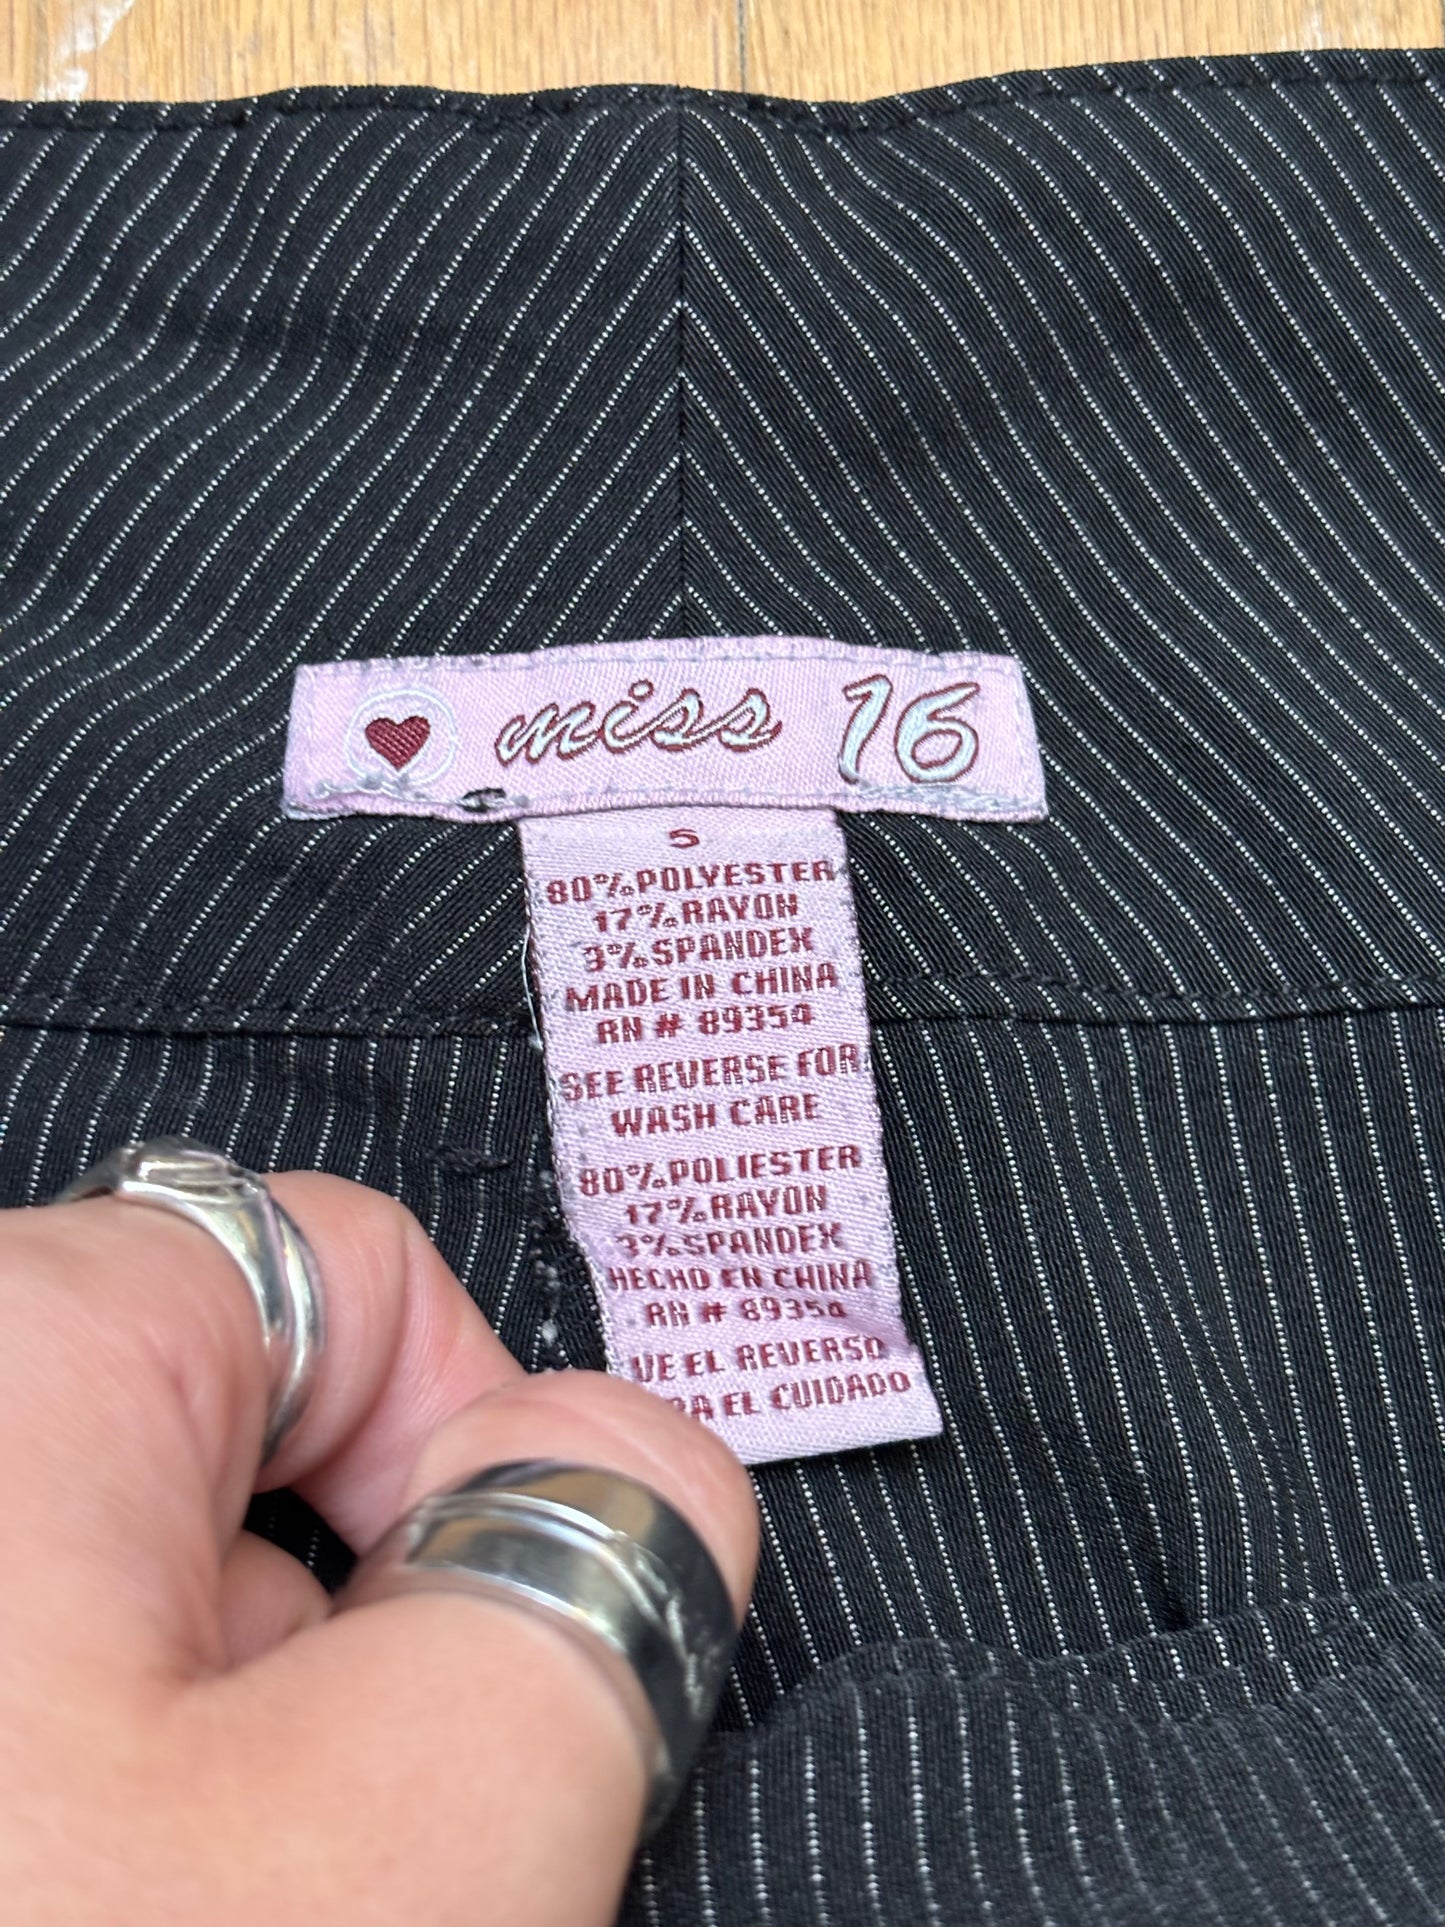 miss 16
5
80% POLYESTER
17% RAYON
3% SPANDEX
MADE IN CHINA
RN # 89354
SEE REVERSE FOR
WASH CARE
80% POLIESTER
17% RAYON
3% SPANDEX
HECHO EN CHINA
RN # 89354
VE EL REVERSO
EL CUIDADO